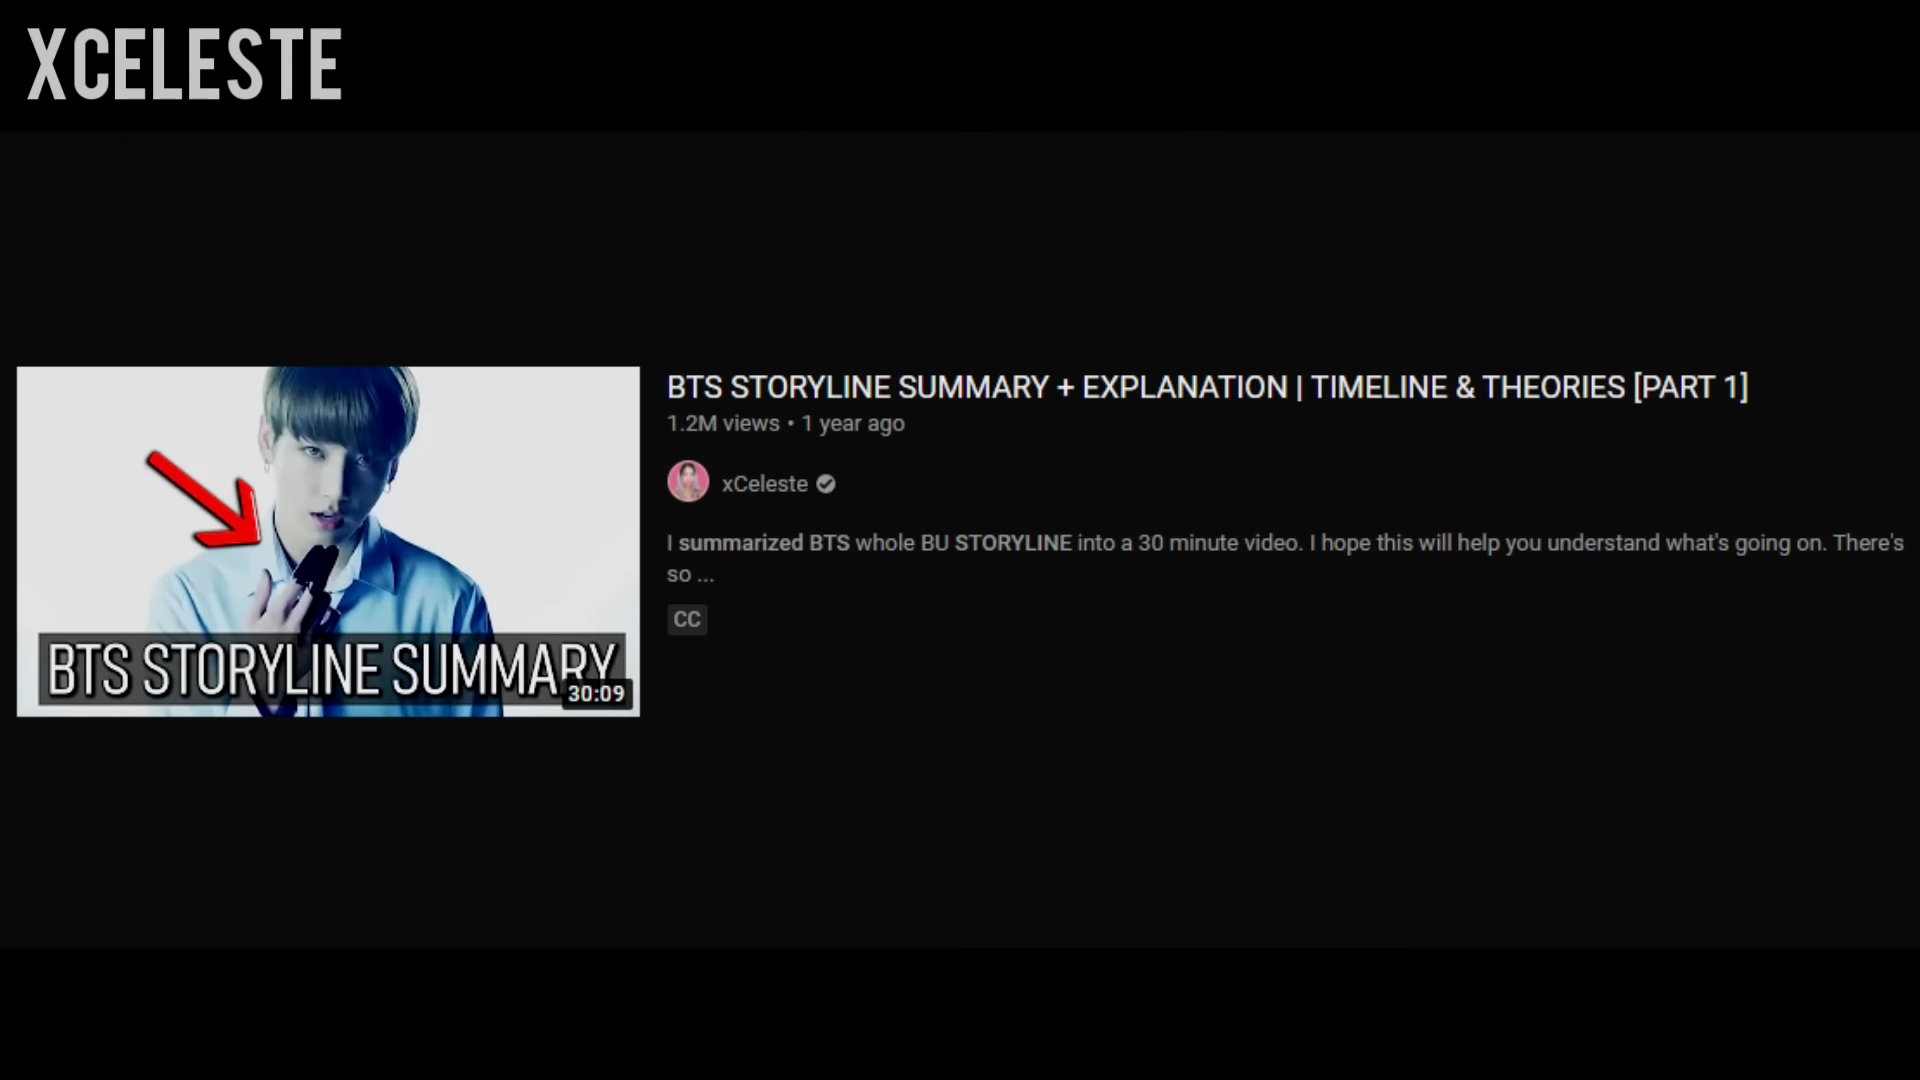 XCELESTE
BTS STORYLINE SUMMARY
30:09
BTS STORYLINE SUMMARY + EXPLANATION | TIMELINE & THEORIES [PART 1]
1.2M views • 1 year ago
xCeleste
I summarized BTS whole BU STORYLINE into a 30 minute video. I hope this will help you understand what's going on. There's
so ...
CC